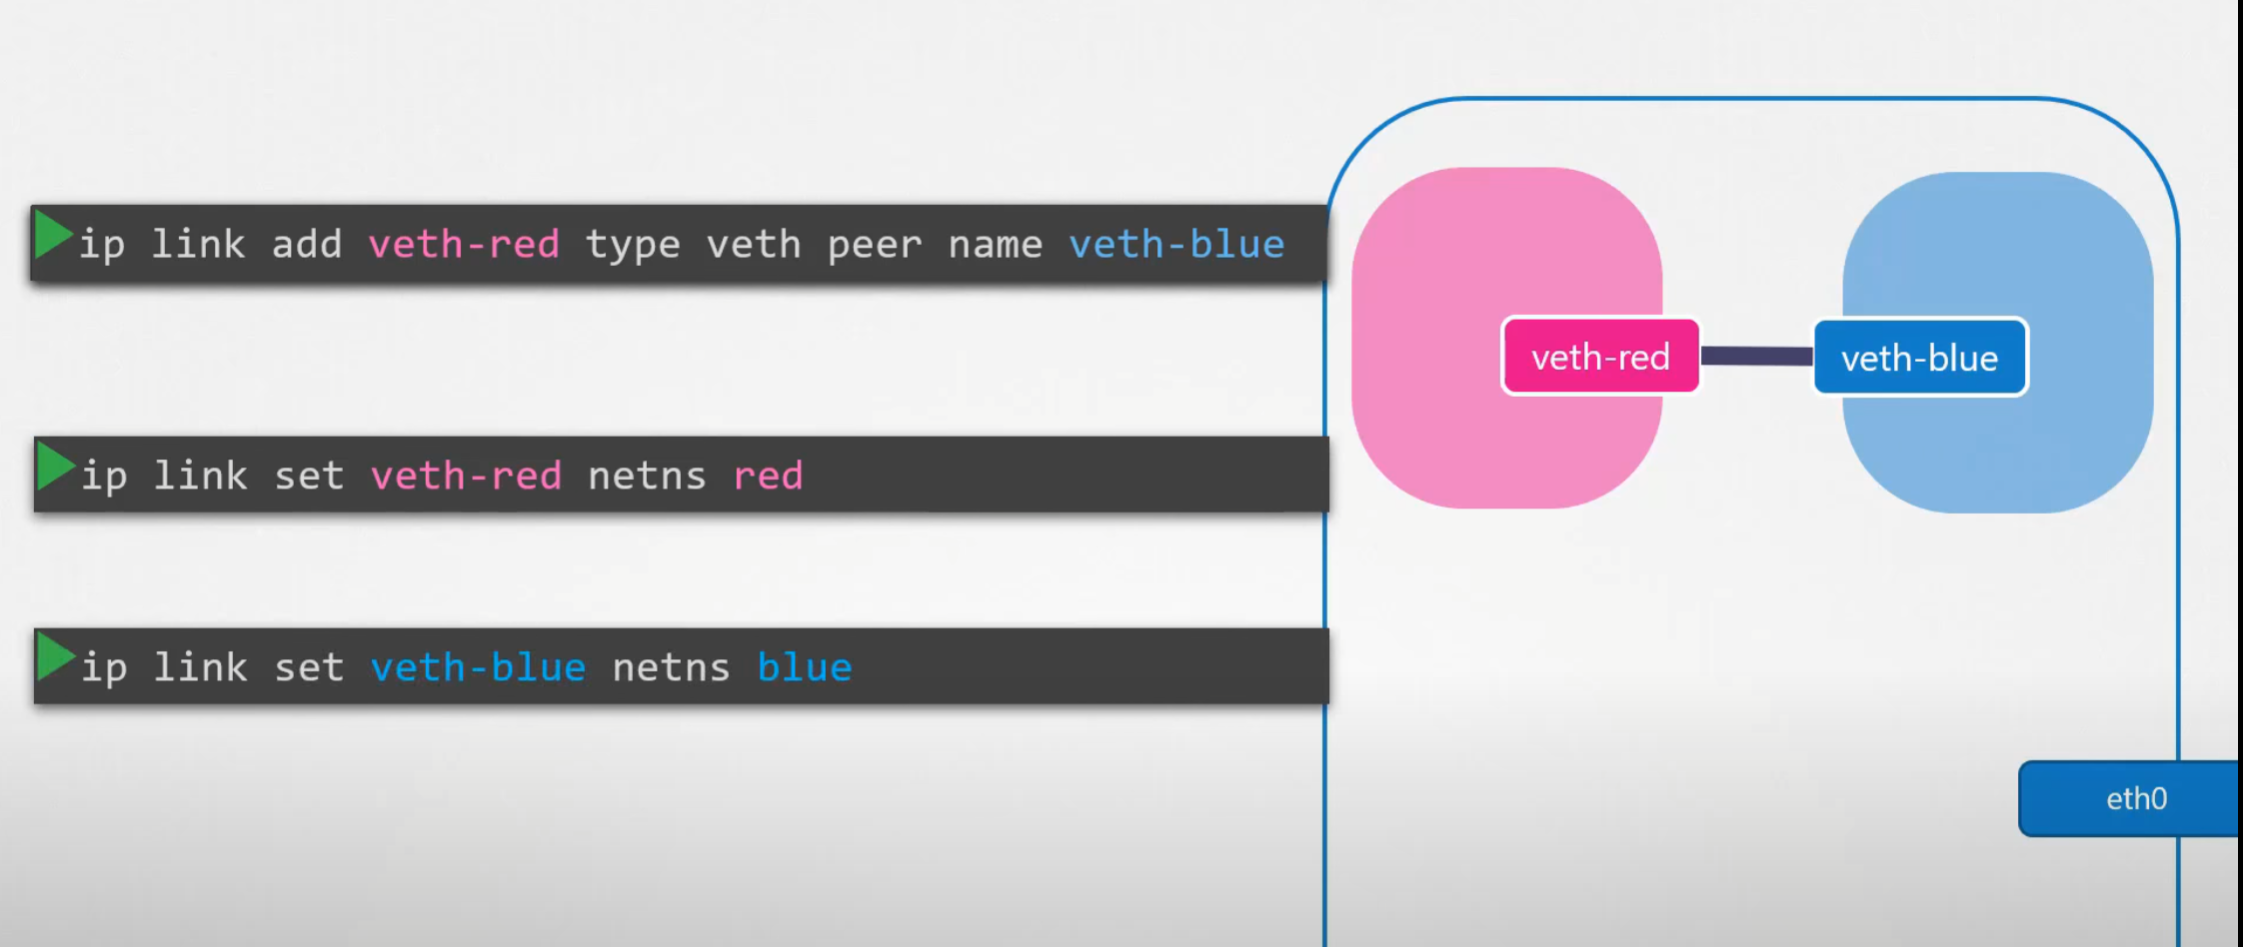 ip link add veth-red type veth peer name veth-blue
veth-red
veth-blue
ip link set veth-red netns red
ip link set veth-blue netns blue
eth0